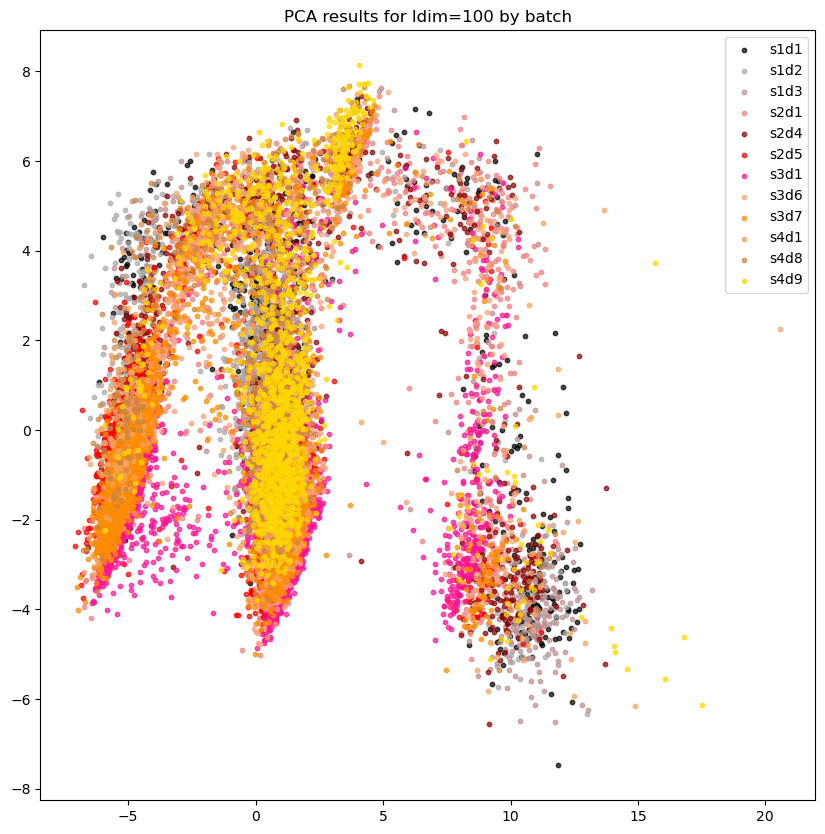 PCA results for ldim=100 by batch
s1d1
s1d2
s1d3
s2d1
s2d4
s2d5
s3d1
s3d6
s3d7
s4d1
s4d8
s4d9
8
6
4
2
0
−2
−4
−6
−8
−5 0 5 10 15 20